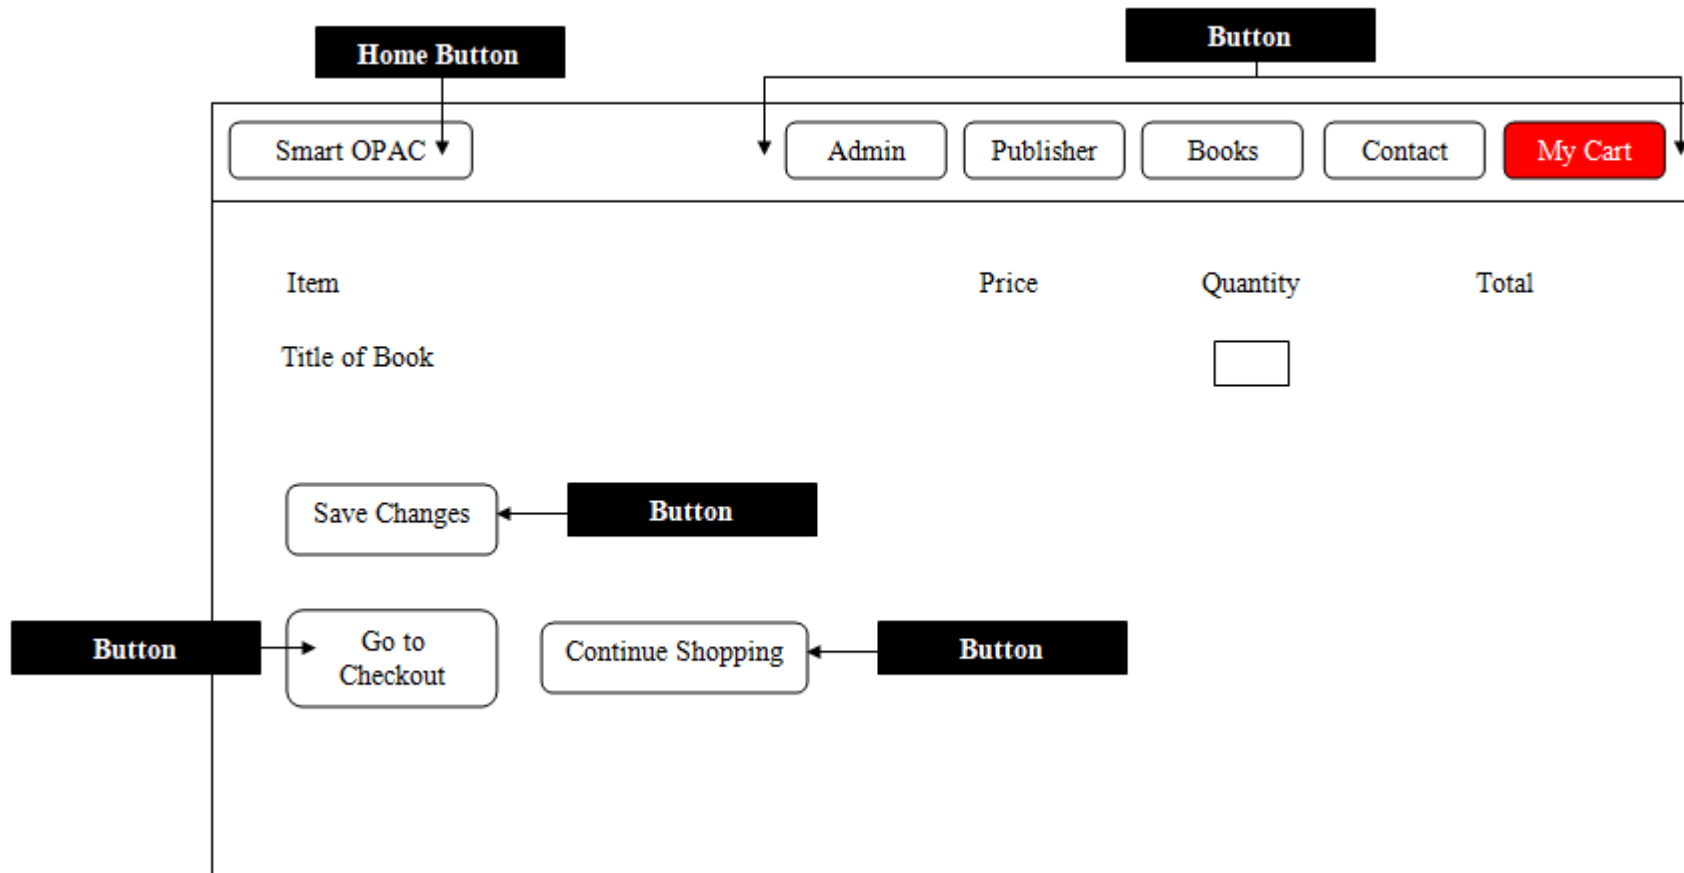 Home Button
Button
Smart OPAC
Admin
Publisher
Books
Contact
My Cart
Item
Price
Quantity
Total
Title of Book
Save Changes
Button
Button
Go to
Checkout
Continue Shopping
Button